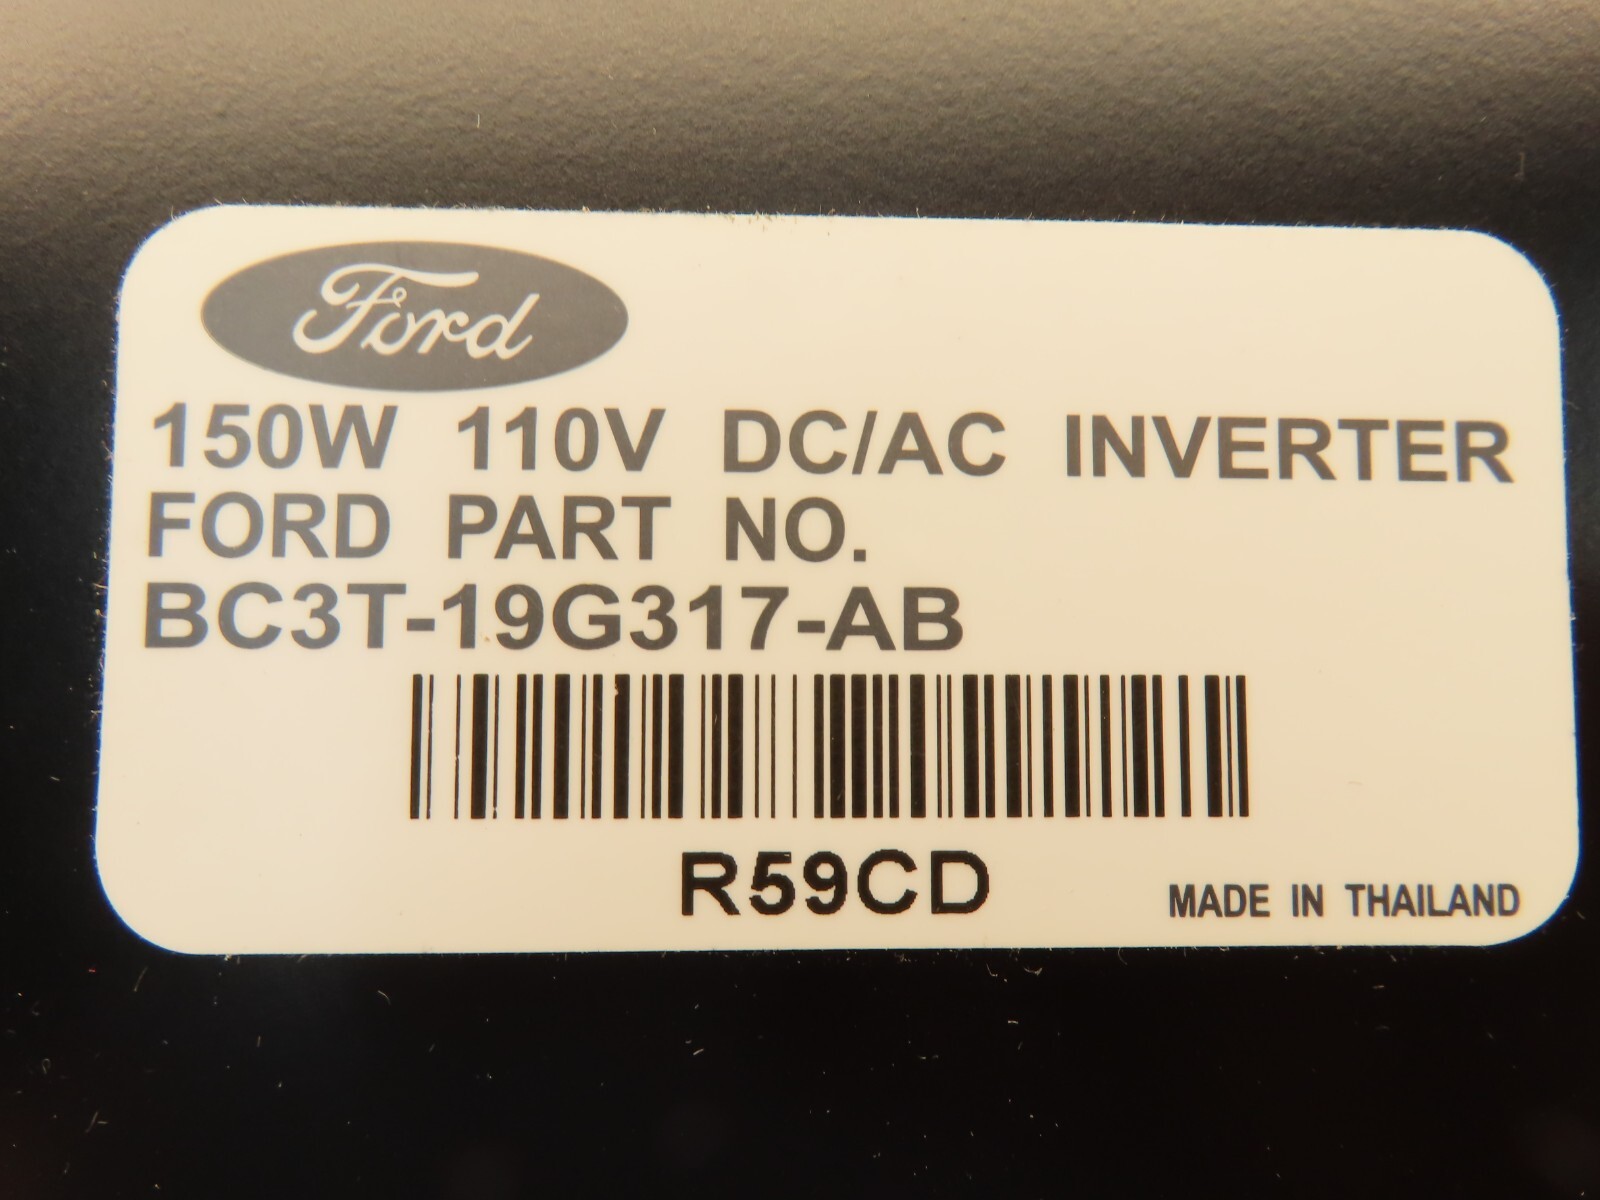 Ford
150W 110V DC/AC INVERTER
FORD PART NO.
BC3T-19G317-AB
R59CD
MADE IN THAILAND